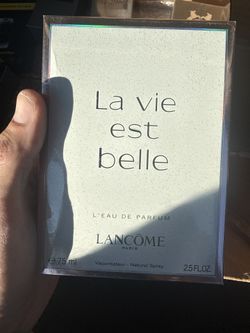 La vie
est
belle
L'EAU DE PARFUM
LANCÔME
PARIS
e 75 ml Vaporisateur - Natural Spray 2.5 FL.OZ.